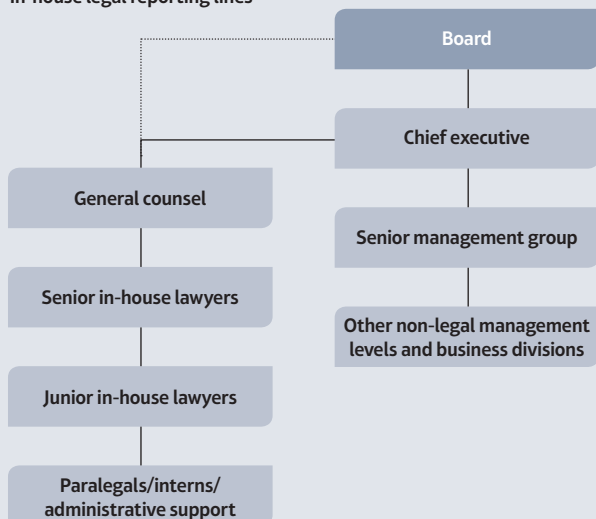 In-house legal reporting lines
Board
Chief executive
General counsel
Senior management group
Senior in-house lawyers
Other non-legal management
levels and business divisions
Junior in-house lawyers
Paralegals/interns/
administrative support